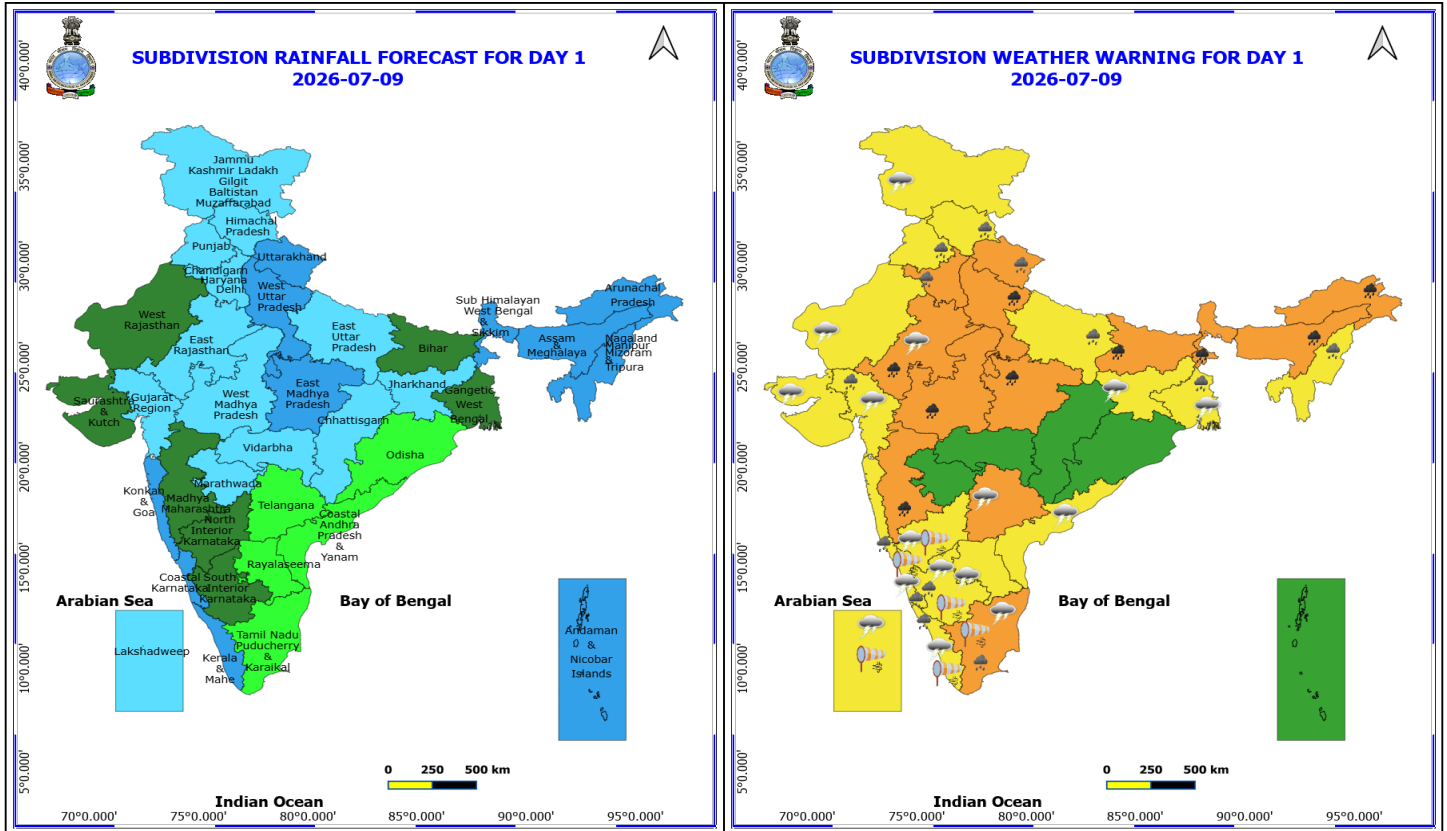 SUBDIVISION RAINFALL FORECAST FOR DAY 1
2026-07-09
40°0.000'
35°0.000'
30°0.000'
25°0.000'
20°0.000'
15°0.000'
10°0.000'
5°0.000'
Jammu
Kashmir Ladakh
Gilgit
Baltistan
Muzaffarabad
Himachal
Pradesh
Punjab
Uttarakhand
Chandigarh
Haryana
Delhi
West
Uttar
Pradesh
West
Rajasthan
East
Rajasthan
East
Uttar
Pradesh
Bihar
Sub Himalayan
West Bengal
&
Sikkim
Arunachal
Pradesh
Assam
&
Meghalaya
Nagaland
Manipur
Mizoram
&
Tripura
Saurashtra
&
Kutch
Gujarat
Region
West
Madhya
Pradesh
East
Madhya
Pradesh
Jharkhand
Gangetic
West
Bengal
Chhattisgarh
Vidarbha
Odisha
Konkan
&
Goa
Madhya
Maharashtra
Marathwada
Telangana
North
Interior
Karnataka
Coastal
Andhra
Pradesh
&
Yanam
Rayalaseema
Coastal
Karnataka
South
Interior
Karnataka
Arabian Sea
Bay of Bengal
Lakshadweep
Kerala
&
Mahe
Tamil Nadu
Puducherry
&
Karaikal
Andaman
&
Nicobar
Islands
0 250 500 km
Indian Ocean
70°0.000' 75°0.000' 80°0.000' 85°0.000' 90°0.000' 95°0.000'
SUBDIVISION WEATHER WARNING FOR DAY 1
2026-07-09
40°0.000'
35°0.000'
30°0.000'
25°0.000'
20°0.000'
15°0.000'
10°0.000'
5°0.000'
Arabian Sea
Bay of Bengal
0 250 500 km
Indian Ocean
70°0.000' 75°0.000' 80°0.000' 85°0.000' 90°0.000' 95°0.000'